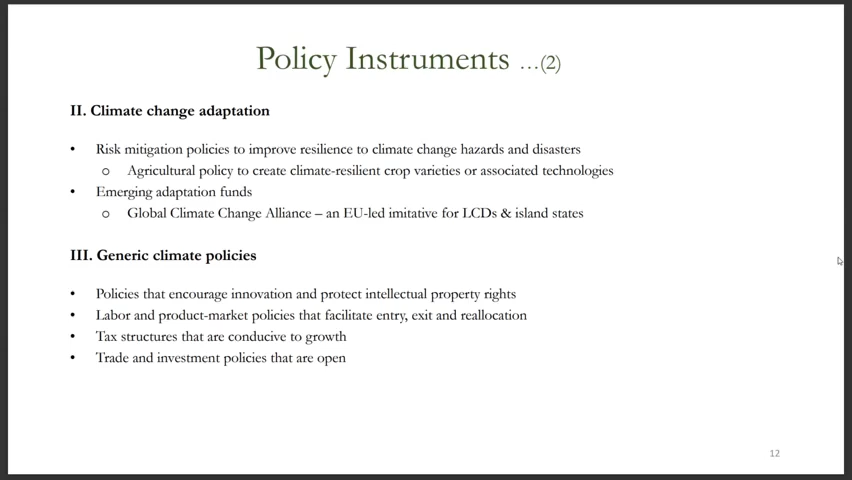 Policy Instruments ...(2)
II. Climate change adaptation
• Risk mitigation policies to improve resilience to climate change hazards and disasters
o Agricultural policy to create climate-resilient crop varieties or associated technologies
• Emerging adaptation funds
o Global Climate Change Alliance – an EU-led imitative for LCDs & island states
III. Generic climate policies
• Policies that encourage innovation and protect intellectual property rights
• Labor and product-market policies that facilitate entry, exit and reallocation
• Tax structures that are conducive to growth
• Trade and investment policies that are open
12